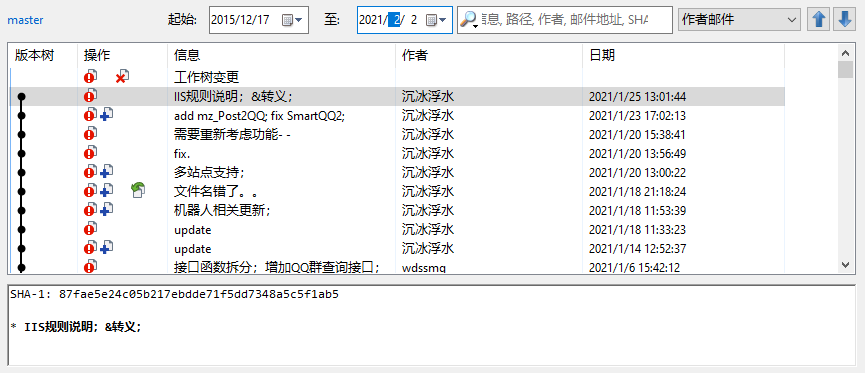 master 起始: 2015/12/17 至: 2021/ 2/ 2 信息, 路径, 作者, 邮件地址, SHA 作者邮件
版本树 操作 信息 作者 日期
工作树变更
IIS规则说明；&转义； 沉冰浮水 2021/1/25 13:01:44
add mz_Post2QQ; fix SmartQQ2; 沉冰浮水 2021/1/23 17:02:13
需要重新考虑功能- - 沉冰浮水 2021/1/20 15:38:41
fix. 沉冰浮水 2021/1/20 13:56:49
多站点支持； 沉冰浮水 2021/1/20 13:00:22
文件名错了。。 沉冰浮水 2021/1/18 21:18:24
机器人相关更新； 沉冰浮水 2021/1/18 11:53:39
update 沉冰浮水 2021/1/18 11:33:23
update 沉冰浮水 2021/1/14 12:52:37
接口函数拆分；增加QQ群查询接口； wdssmq 2021/1/6 15:42:12
SHA-1: 87fae5e24c05b217ebdde71f5dd7348a5c5f1ab5
* IIS规则说明；&转义；